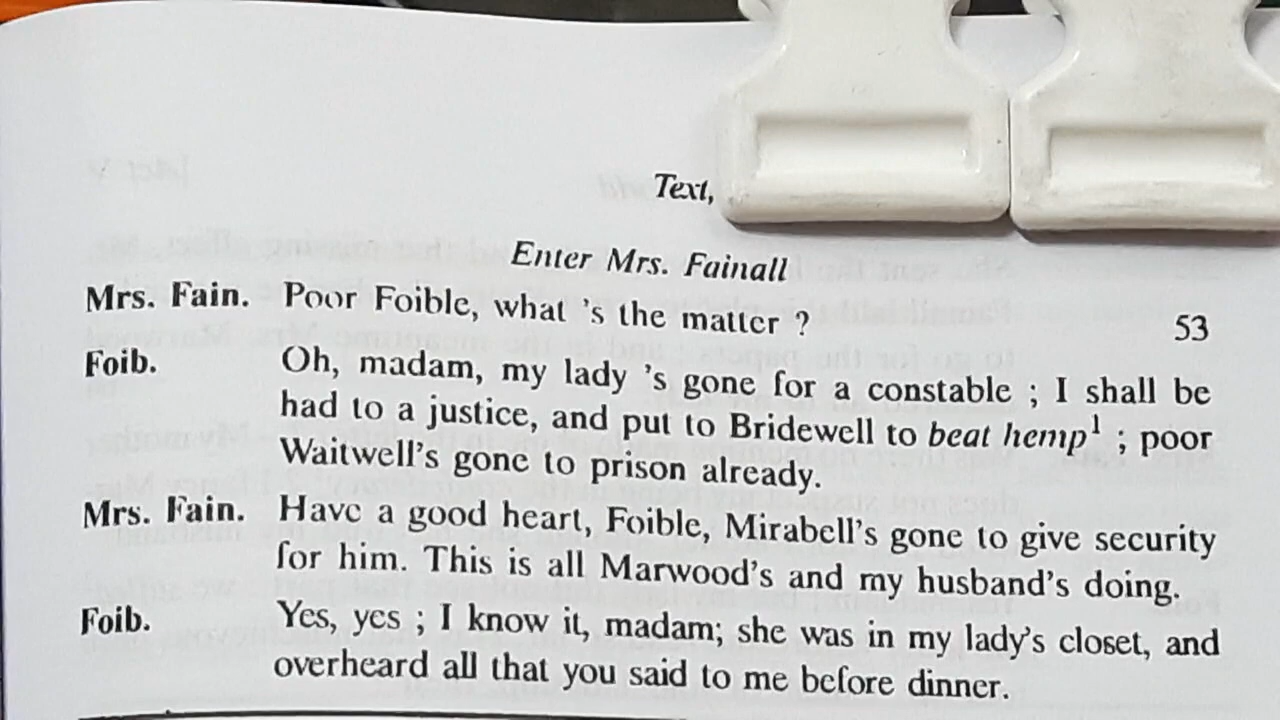 Text,
Enter Mrs. Fainall
Mrs. Fain. Poor Foible, what 's the matter ? 53
Foib. Oh, madam, my lady 's gone for a constable ; I shall be
had to a justice, and put to Bridewell to beat hemp¹ ; poor
Waitwell's gone to prison already.
Mrs. Fain. Have a good heart, Foible, Mirabell's gone to give security
for him. This is all Marwood's and my husband's doing.
Foib. Yes, yes ; I know it, madam; she was in my lady's closet, and
overheard all that you said to me before dinner.